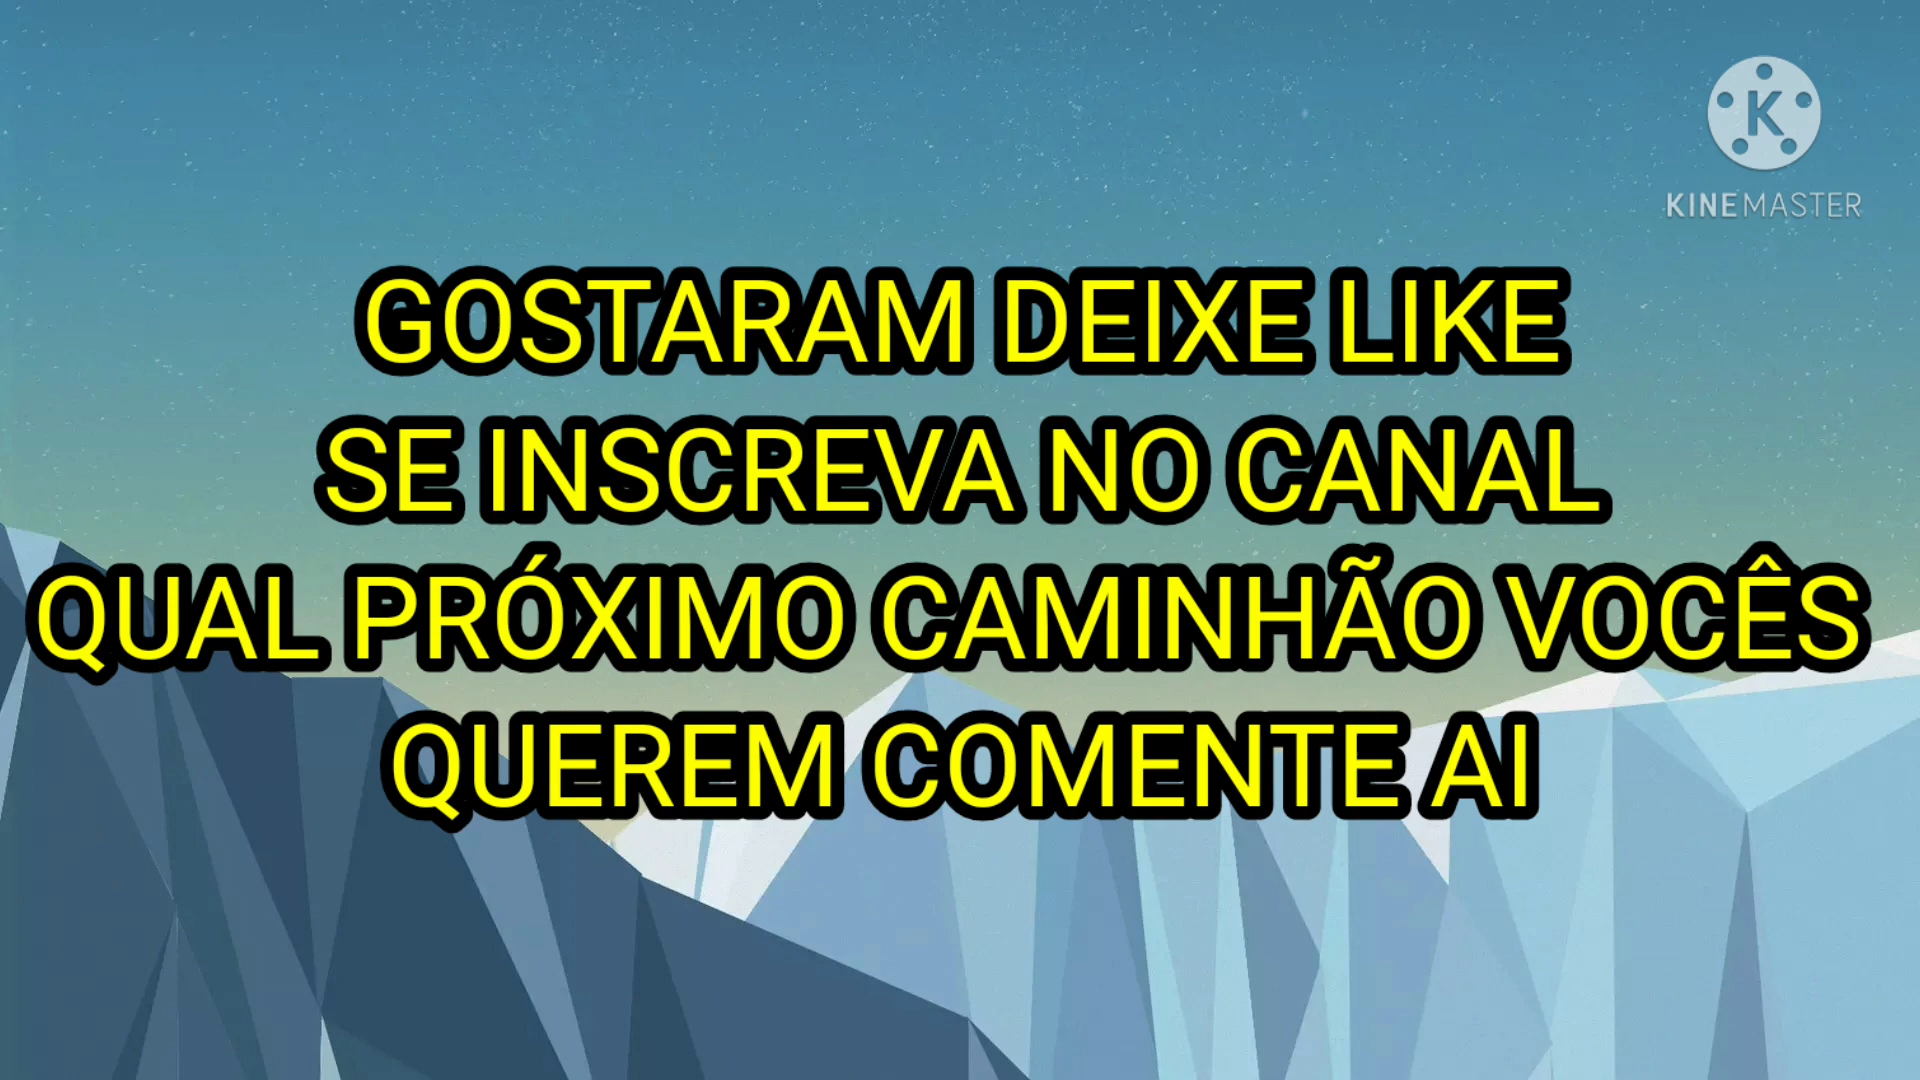 K
KINEMASTER
GOSTARAM DEIXE LIKE
SE INSCREVA NO CANAL
QUAL PRÓXIMO CAMINHÃO VOCÊS
QUEREM COMENTE AI